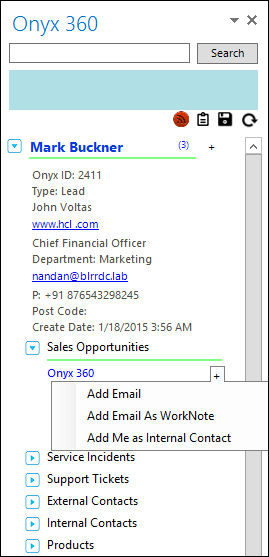 Onyx 360
Search
Mark Buckner (3) +
Onyx ID: 2411
Type: Lead
John Voltas
www.hcl .com
Chief Financial Officer
Department: Marketing
nandan@blrrdc.lab
P: +91 876543298245
Post Code:
Create Date: 1/18/2015 3:56 AM
Sales Opportunities
Onyx 360 +
Add Email
Add Email As WorkNote
Add Me as Internal Contact
Service Incidents
Support Tickets
External Contacts
Internal Contacts
Products